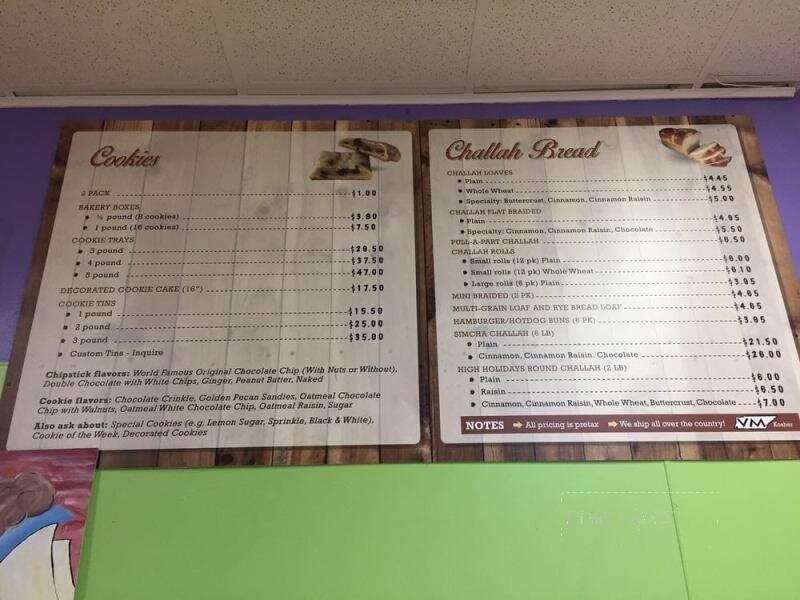 Cookies
2 PACK $1.00
BAKERY BOXES
½ pound (8 cookies) $3.80
1 pound (16 cookies) $7.50
COOKIE TRAYS
3 pound $29.50
4 pound $37.50
5 pound $47.00
DECORATED COOKIE CAKE (16") $17.50
COOKIE TINS
1 pound $15.50
2 pound $25.00
3 pound $35.00
Custom Tins - Inquire
Chipstick flavors: World Famous Original Chocolate Chip (With Nuts or Without),
Double Chocolate with White Chips, Ginger, Peanut Butter, Naked
Cookie flavors: Chocolate Crinkle, Golden Pecan Sandies, Oatmeal Chocolate
Chip with Walnuts, Oatmeal White Chocolate Chip, Oatmeal Raisin, Sugar
Also ask about: Special Cookies (e.g. Lemon Sugar, Sprinkle, Black & White),
Cookie of the Week, Decorated Cookies
Challah Bread
CHALLAH LOAVES
Plain $4.45
Whole Wheat $4.55
Specialty: Buttercrust, Cinnamon, Cinnamon Raisin $5.00
CHALLAH FLAT BRAIDED
Plain $4.95
Specialty: Cinnamon, Cinnamon Raisin, Chocolate $5.50
PULL-A-PART CHALLAH $6.50
CHALLAH ROLLS
Small rolls (12 pk) Plain $6.00
Small rolls (12 pk) Whole Wheat $6.10
Large rolls (6 pk) Plain $3.95
MINI BRAIDED (2 PK) $4.65
MULTI-GRAIN LOAF AND RYE BREAD LOAF $4.65
HAMBURGER/HOTDOG BUNS (6 PK) $3.95
SIMCHA CHALLAH (6 LB)
Plain $21.50
Cinnamon, Cinnamon Raisin, Chocolate $26.00
HIGH HOLIDAYS ROUND CHALLAH (2 LB)
Plain $6.00
Raisin $6.50
Cinnamon, Cinnamon Raisin, Whole Wheat, Buttercrust, Chocolate $7.00
NOTES All pricing is pretax We ship all over the country! VM Kosher